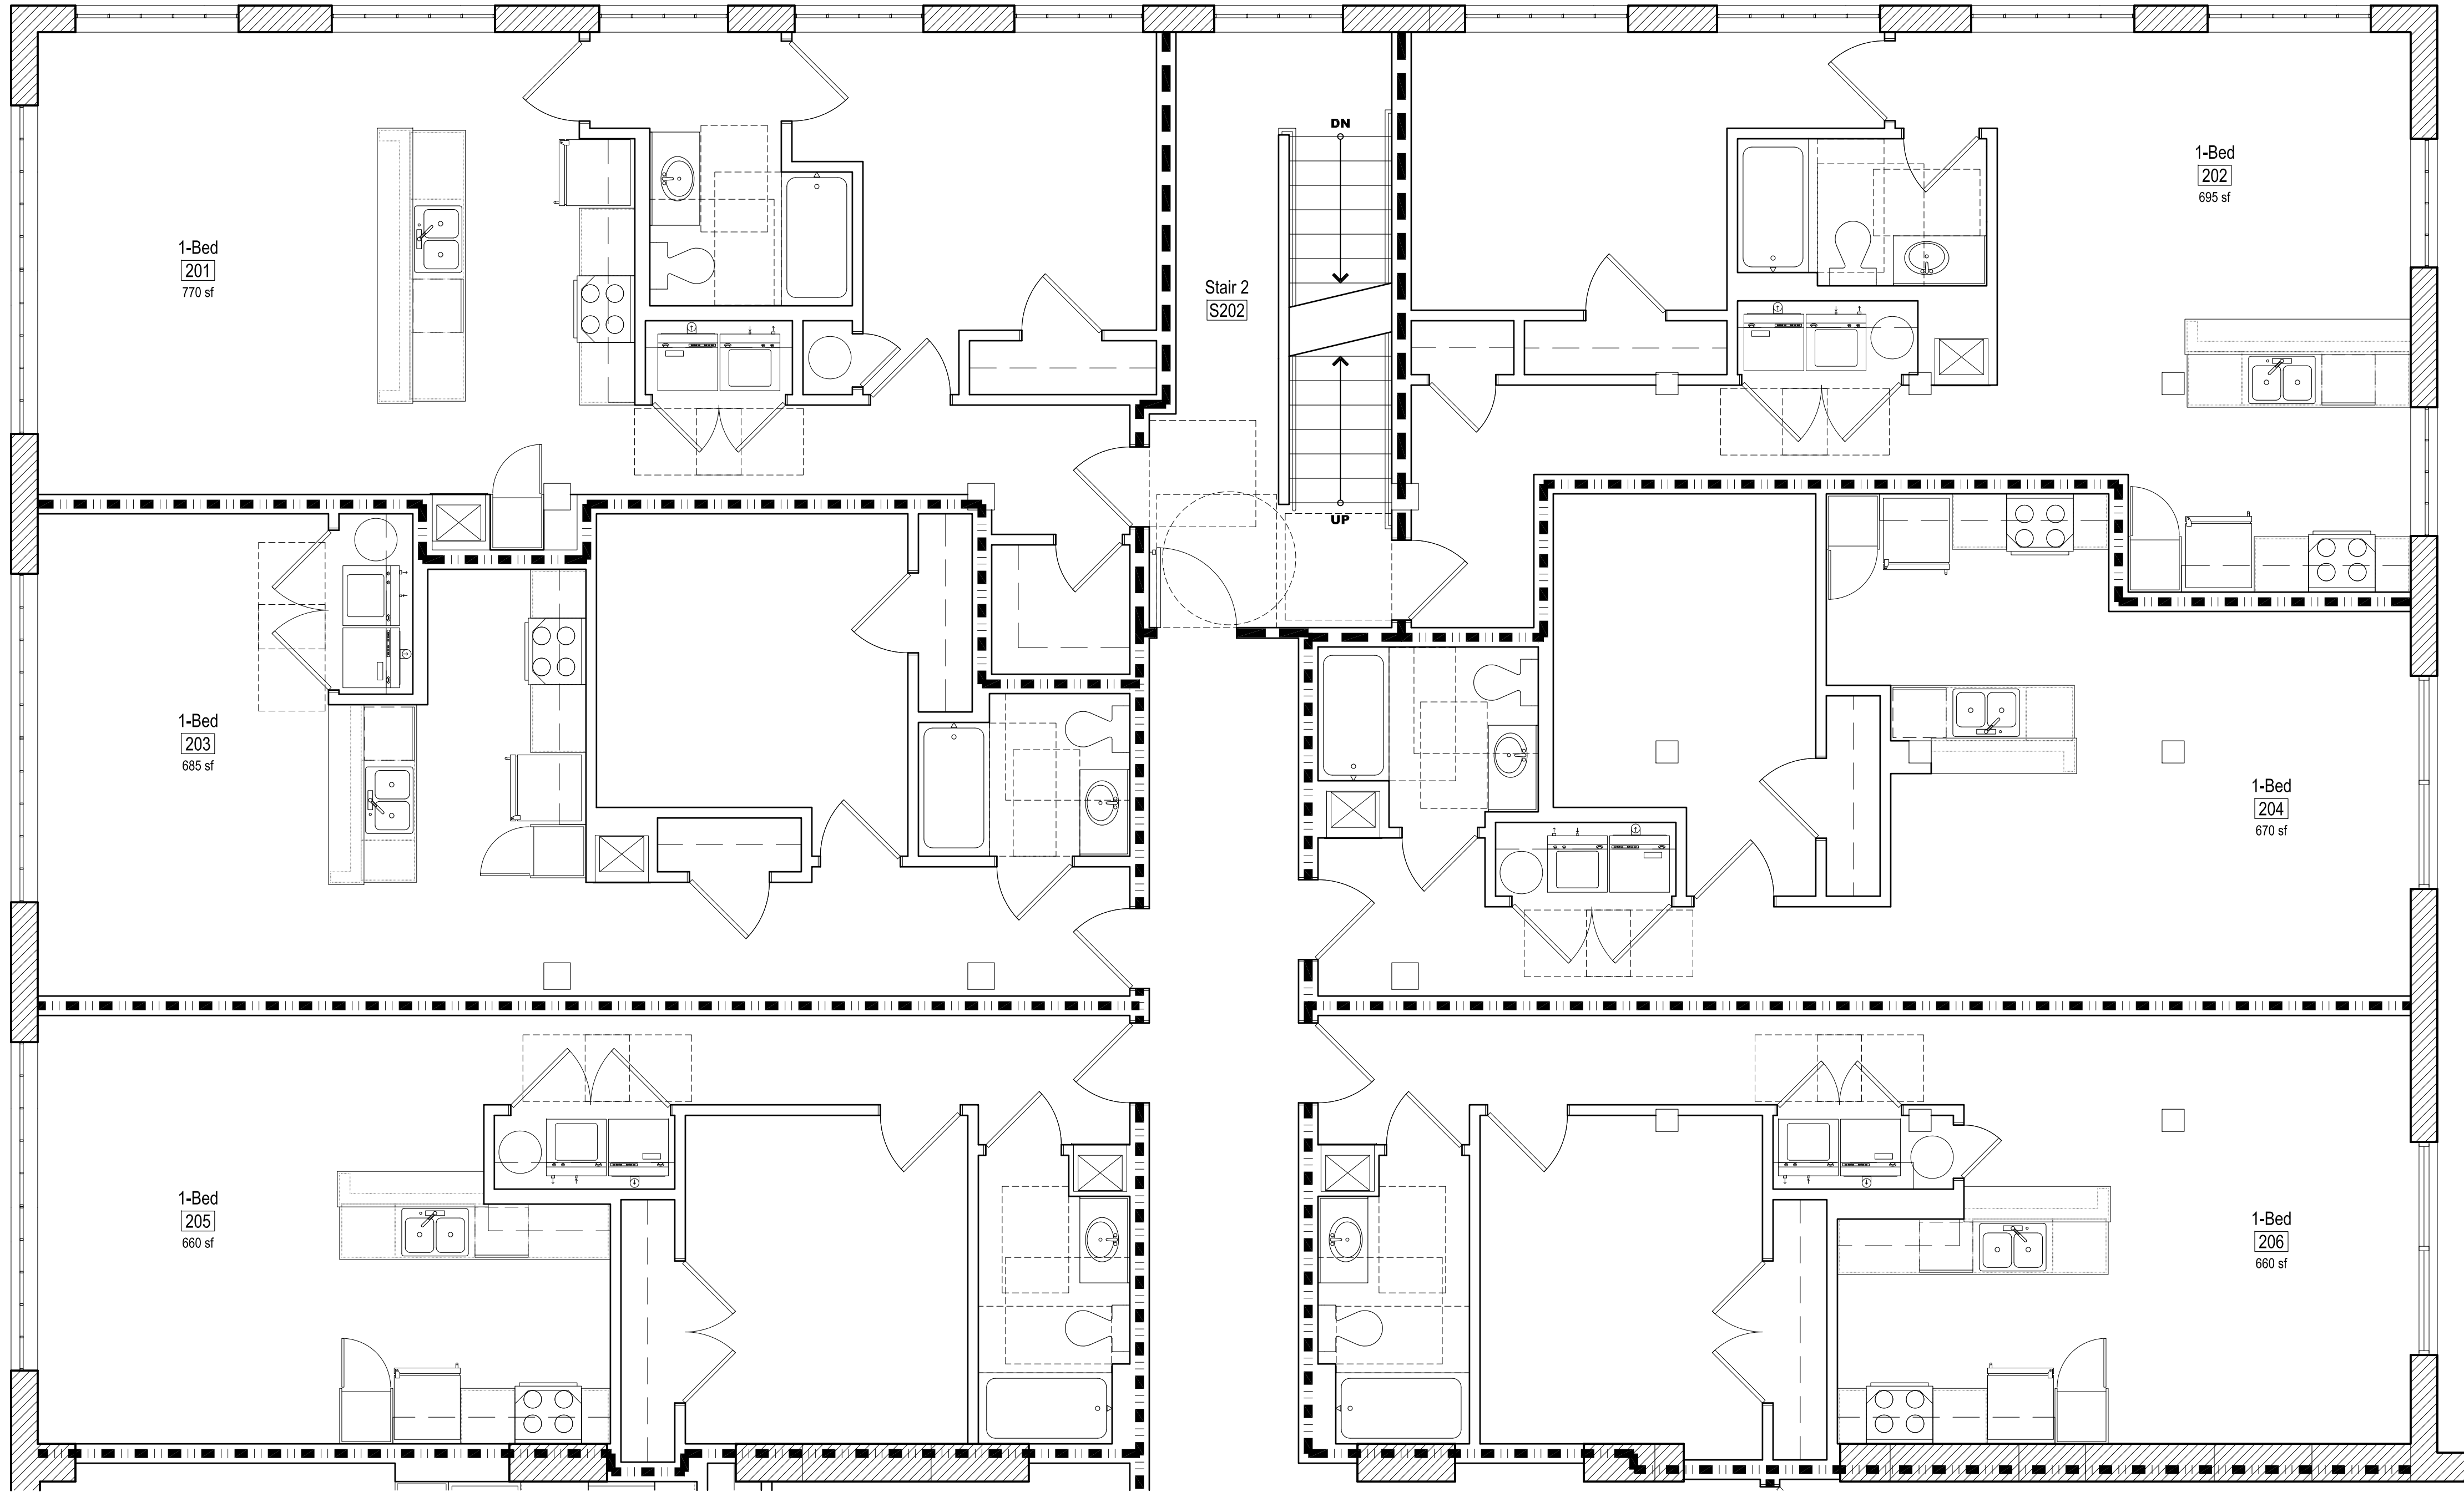 DN
1-Bed
202
695 sf
1-Bed
201
770 sf
Stair 2
S202
UP
1-Bed
203
685 sf
1-Bed
204
670 sf
1-Bed
205
660 sf
1-Bed
206
660 sf